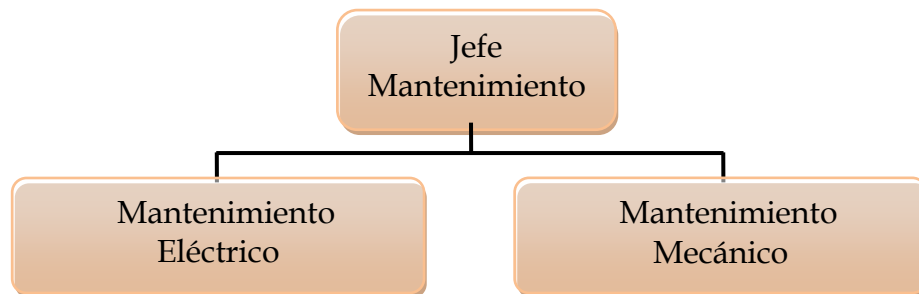 Jefe
Mantenimiento
Mantenimiento
Eléctrico
Mantenimiento
Mecánico